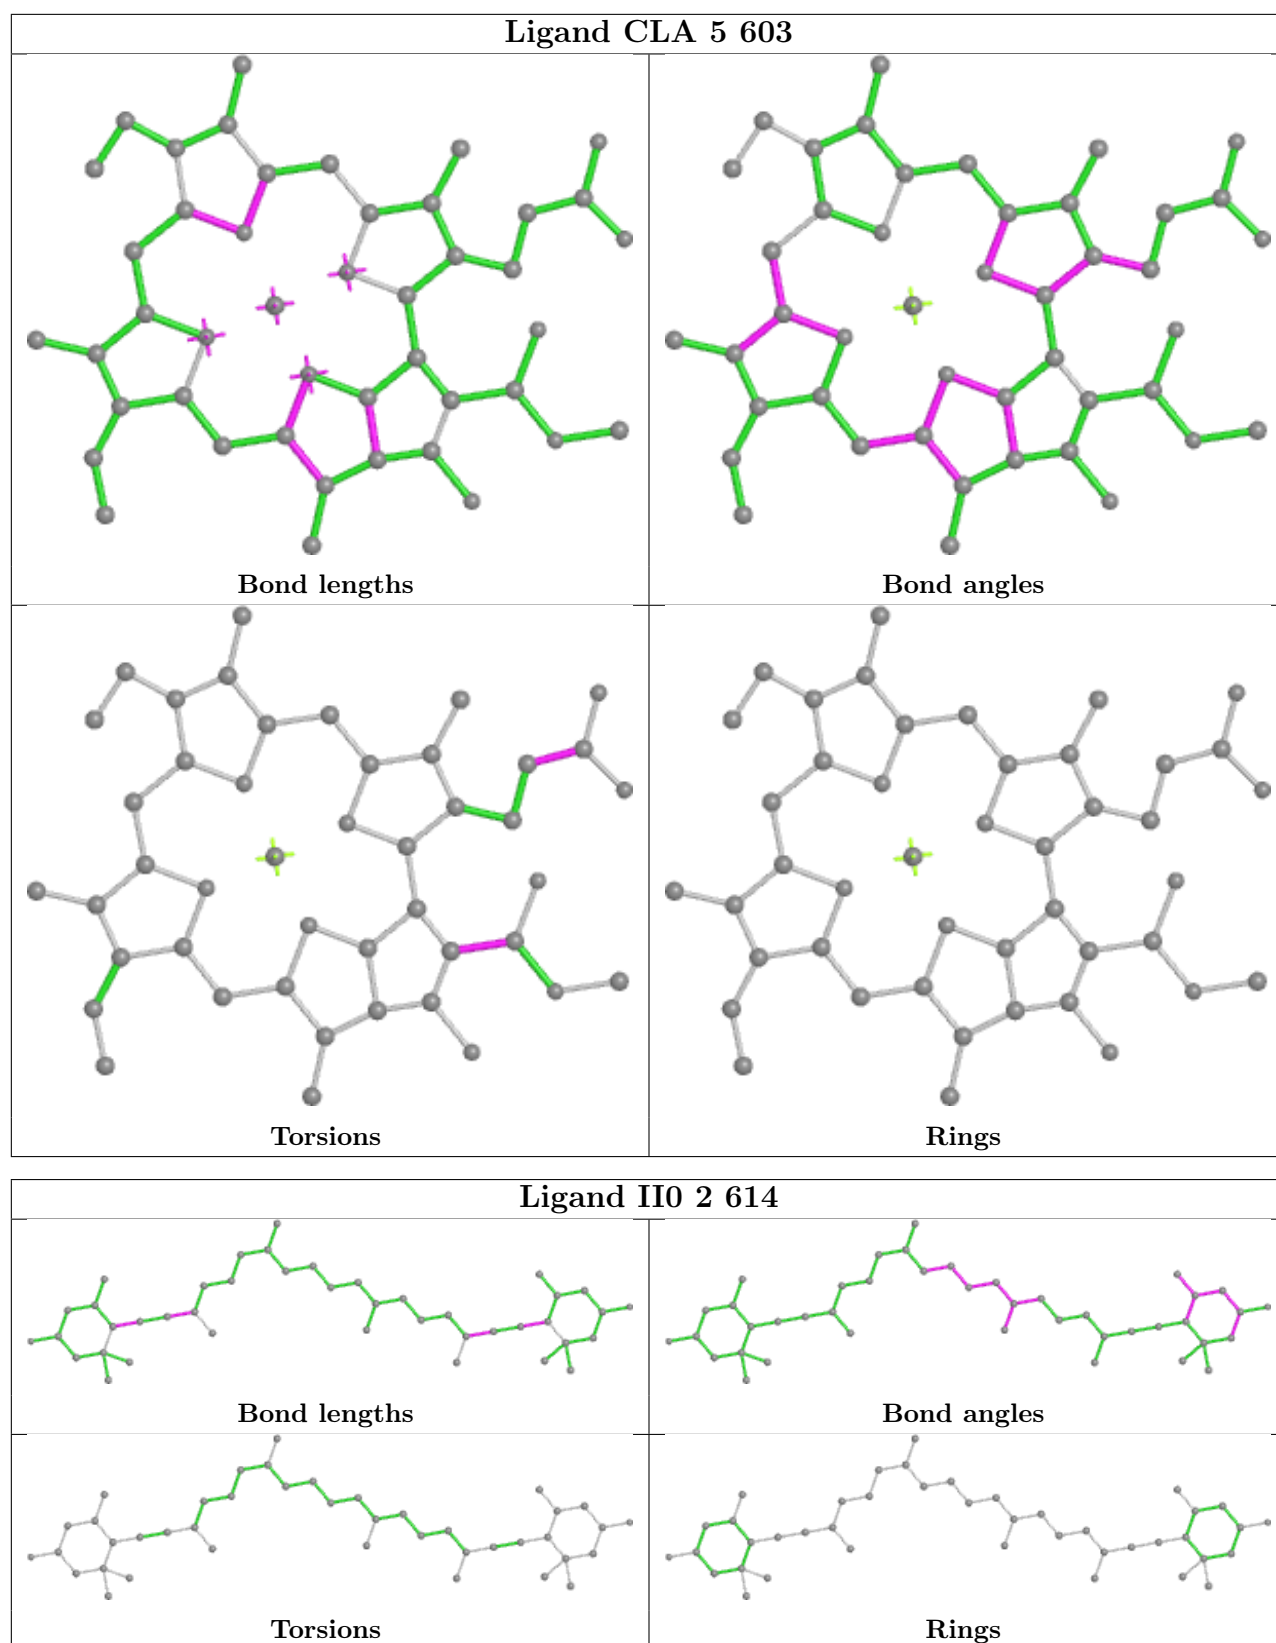 Ligand CLA 5 603
Bond lengths
Bond angles
Torsions
Rings
Ligand II0 2 614
Bond lengths
Bond angles
Torsions
Rings